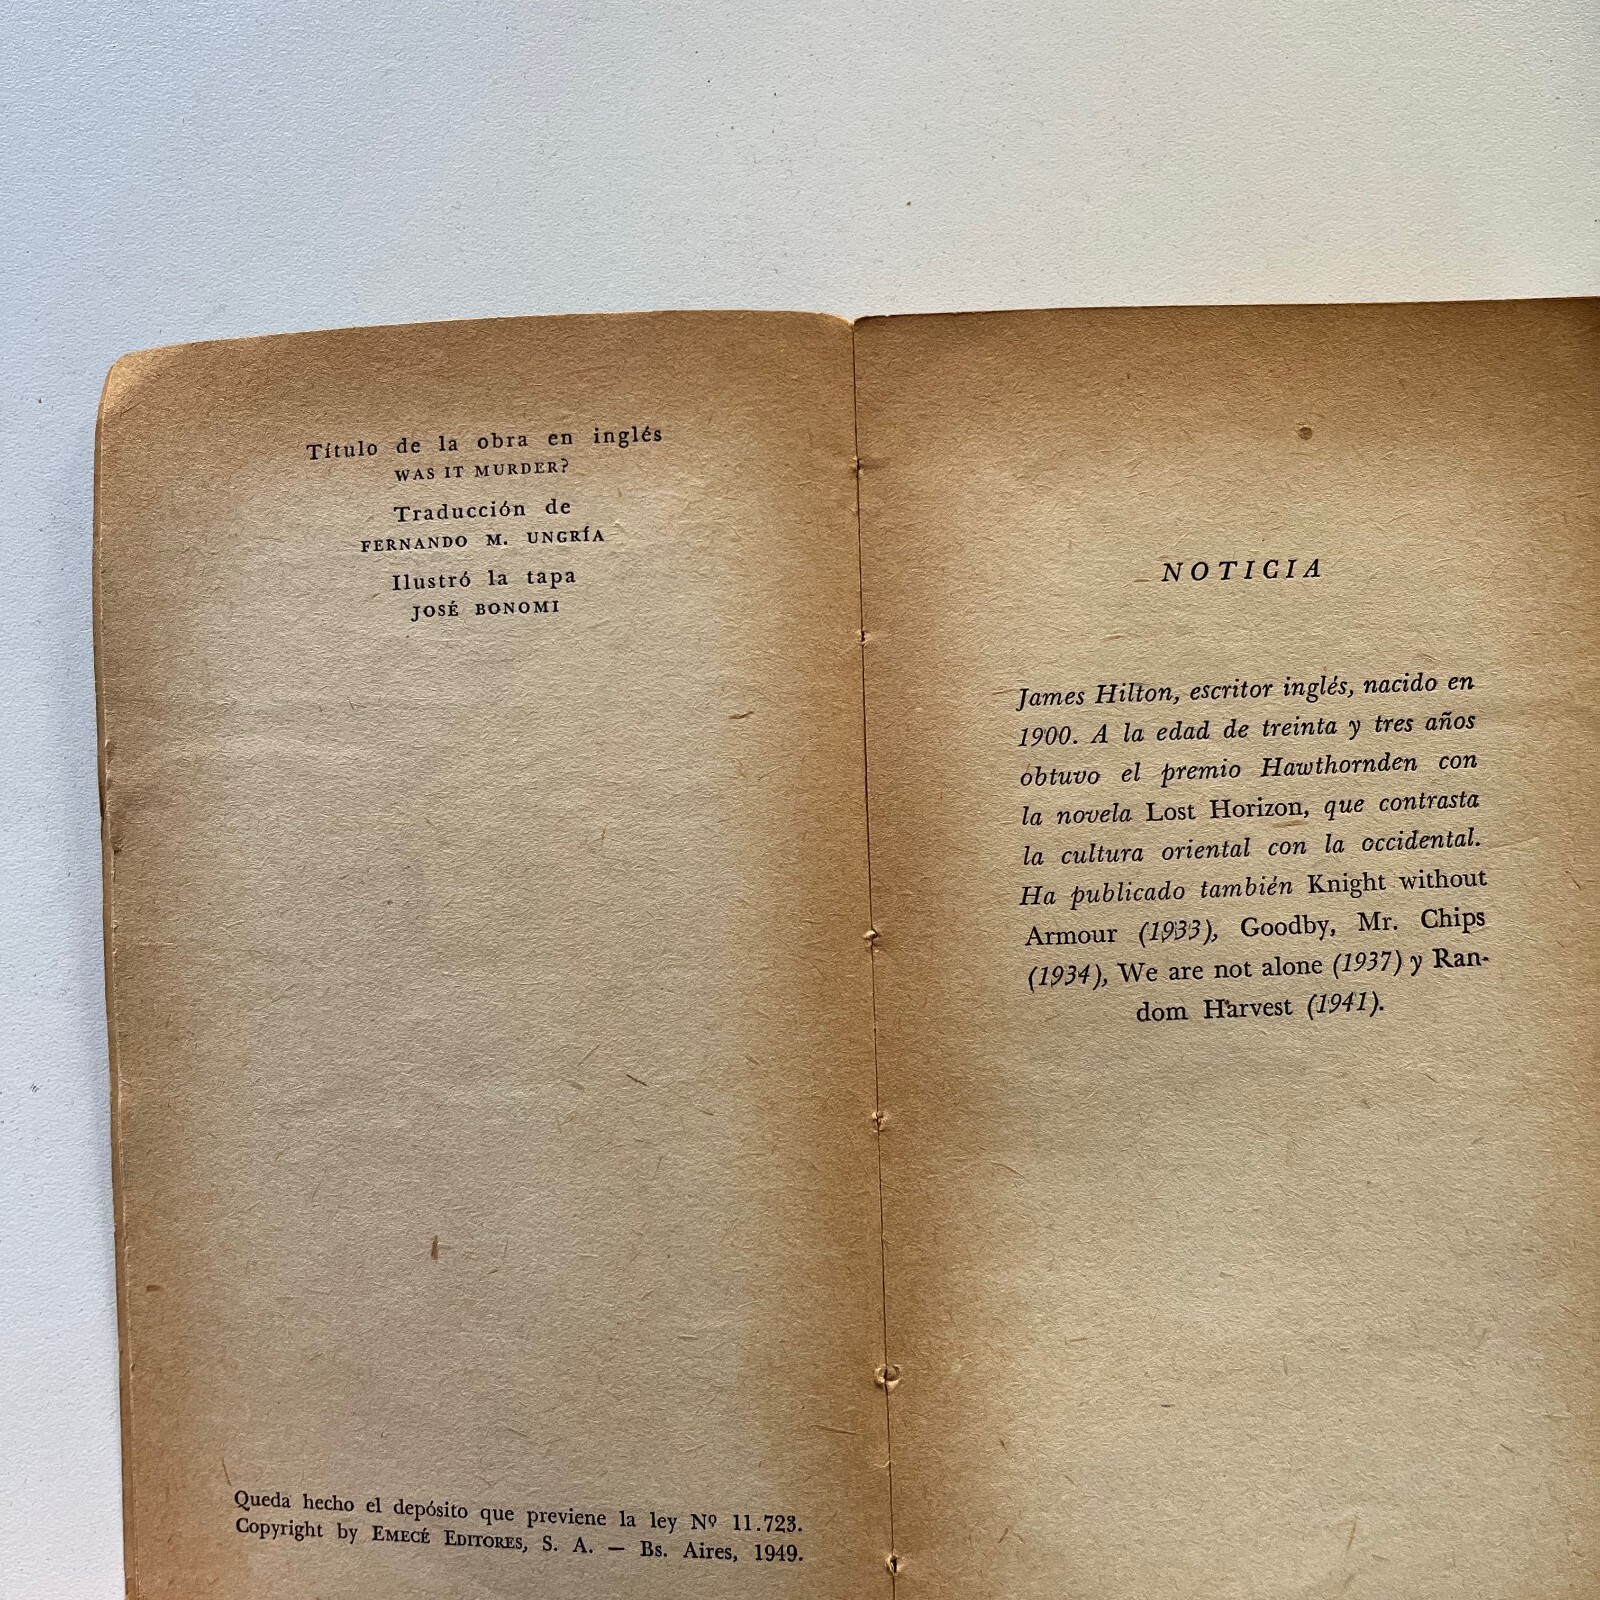 Título de la obra en inglés
WAS IT MURDER?
Traducción de
FERNANDO M. UNGRÍA
Ilustró la tapa
JOSÉ BONOMI
Queda hecho el depósito que previene la ley Nº 11.723.
Copyright by EMECÉ EDITORES, S. A. — Bs. Aires, 1949.
NOTICIA
James Hilton, escritor inglés, nacido en
1900. A la edad de treinta y tres años
obtuvo el premio Hawthornden con
la novela Lost Horizon, que contrasta
la cultura oriental con la occidental.
Ha publicado también Knight without
Armour (1933), Goodby, Mr. Chips
(1934), We are not alone (1937) y Ran-
dom Harvest (1941).